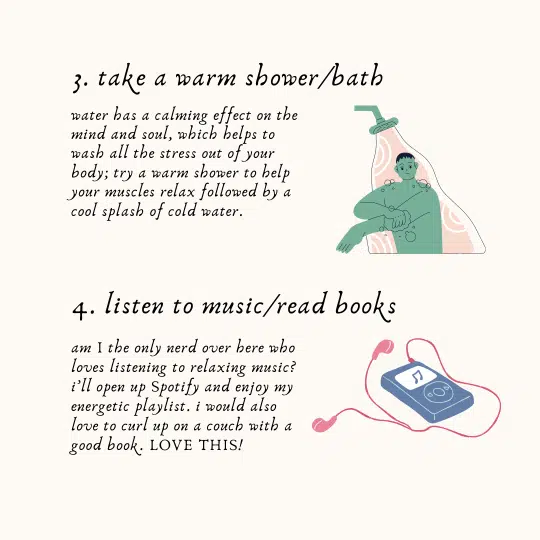 3. take a warm shower/bath
water has a calming effect on the
mind and soul, which helps to
wash all the stress out of your
body; try a warm shower to help
your muscles relax followed by a
cool splash of cold water.
4. listen to music/read books
am I the only nerd over here who
loves listening to relaxing music?
i'll open up Spotify and enjoy my
energetic playlist. i would also
love to curl up on a couch with a
good book. LOVE THIS!